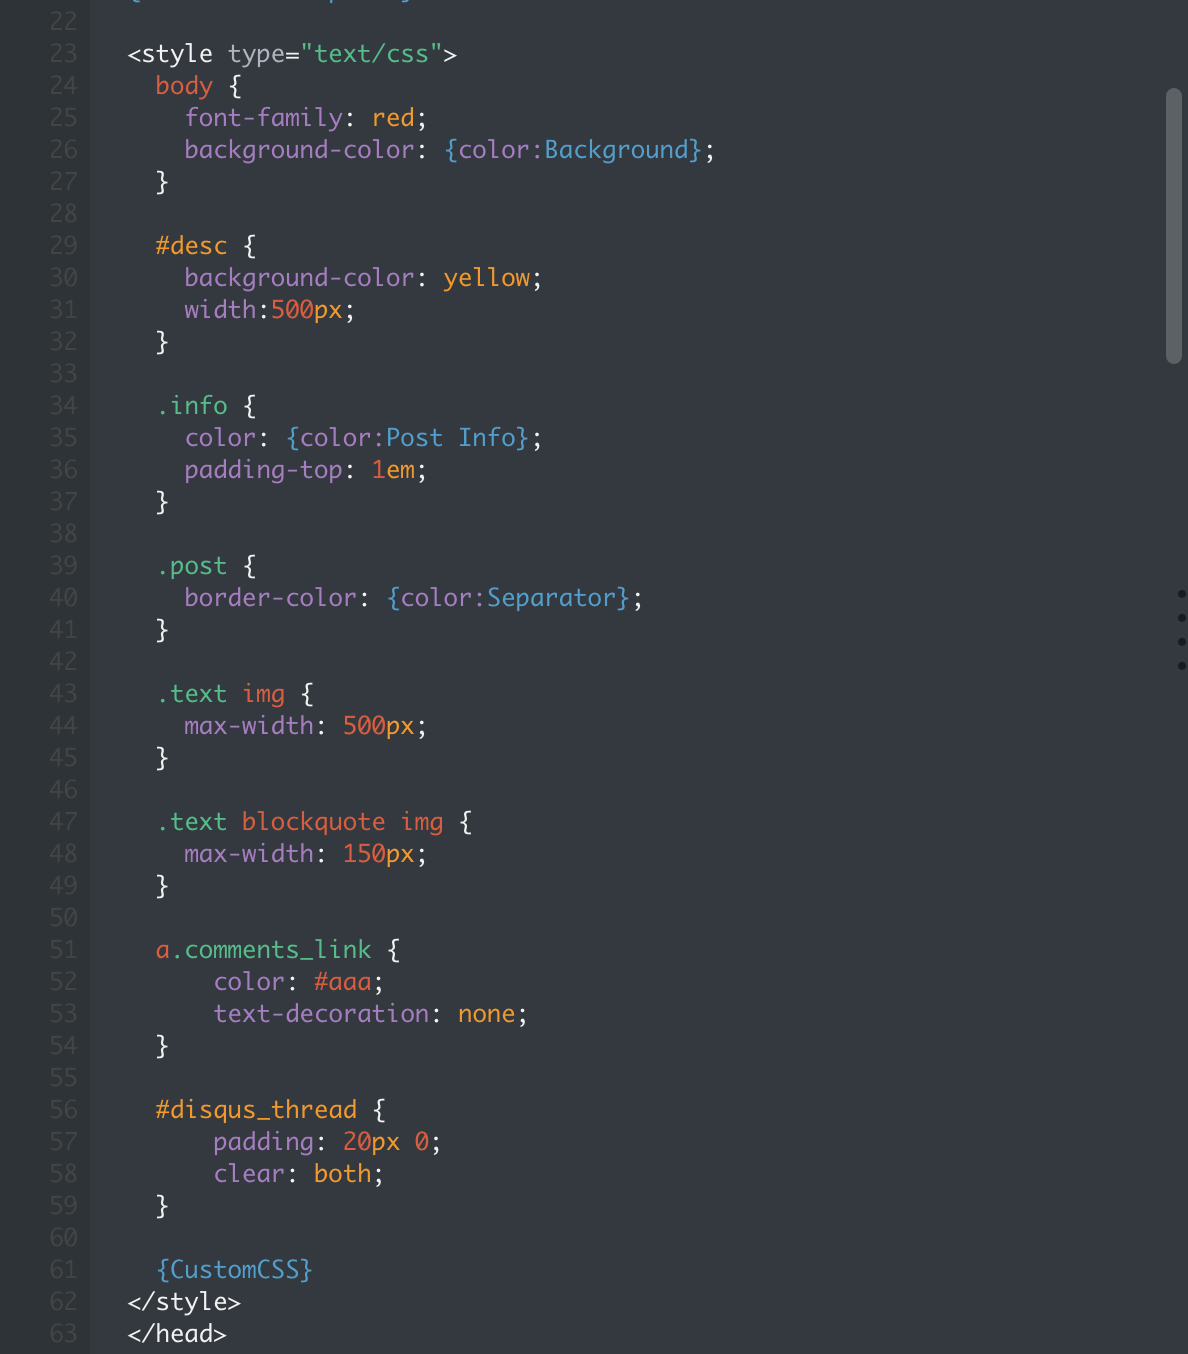 22
23 <style type="text/css">
24 body {
25 font-family: red;
26 background-color: {color:Background};
27 }
28
29 #desc {
30 background-color: yellow;
31 width:500px;
32 }
33
34 .info {
35 color: {color:Post Info};
36 padding-top: 1em;
37 }
38
39 .post {
40 border-color: {color:Separator};
41 }
42
43 .text img {
44 max-width: 500px;
45 }
46
47 .text blockquote img {
48 max-width: 150px;
49 }
50
51 a.comments_link {
52 color: #aaa;
53 text-decoration: none;
54 }
55
56 #disqus_thread {
57 padding: 20px 0;
58 clear: both;
59 }
60
61 {CustomCSS}
62 </style>
63 </head>